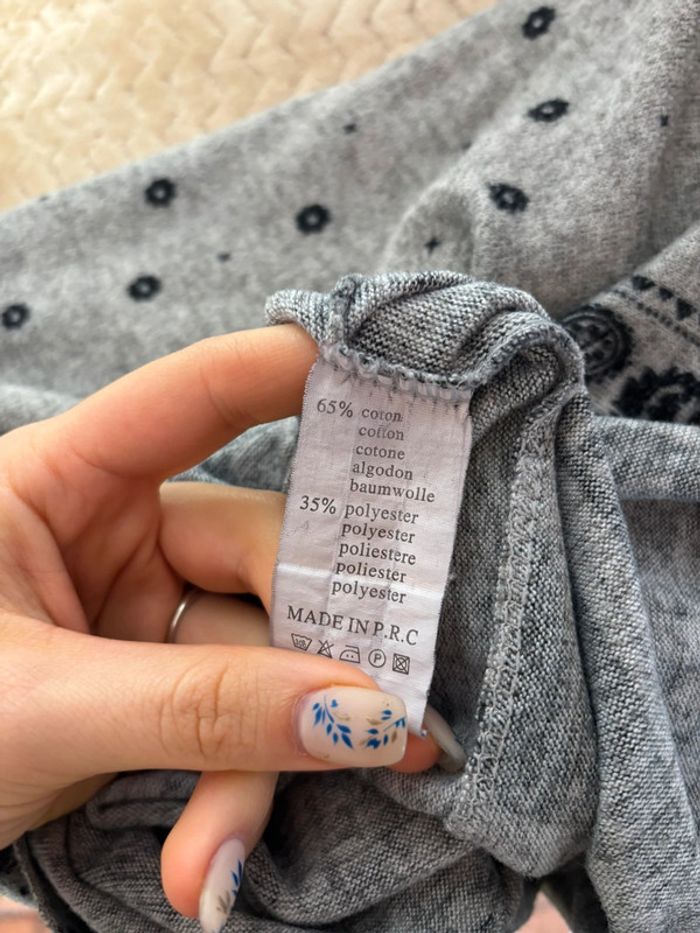 65% coton
cotton
cotone
algodon
baumwolle
35% polyester
polyester
poliestere
poliester
polyester
MADE IN P.R.C
P